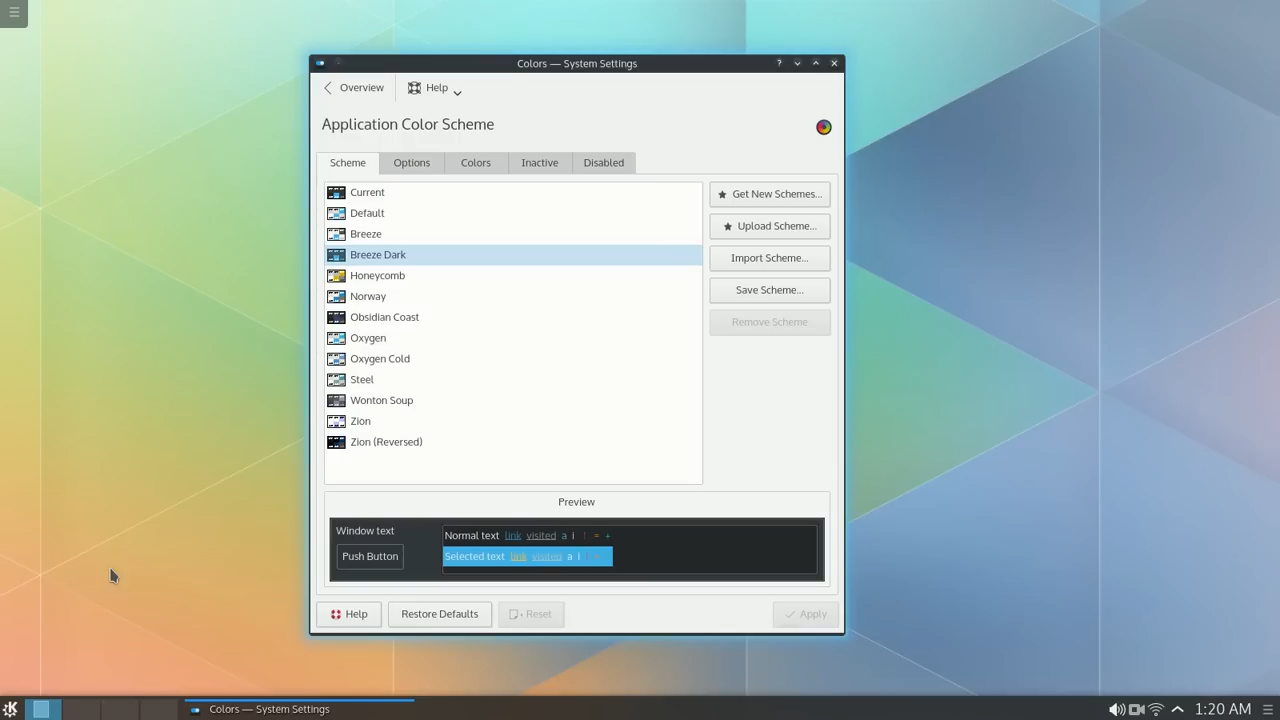 Colors — System Settings
Overview
Help
Application Color Scheme
Scheme
Options
Colors
Inactive
Disabled
Current
Default
Breeze
Breeze Dark
Honeycomb
Norway
Obsidian Coast
Oxygen
Oxygen Cold
Steel
Wonton Soup
Zion
Zion (Reversed)
Get New Schemes...
Upload Scheme...
Import Scheme...
Save Scheme...
Remove Scheme
Preview
Window text
Push Button
Normal text link visited a i ! = +
Selected text link visited a i
Help
Restore Defaults
Reset
Apply
Colors — System Settings
1:20 AM